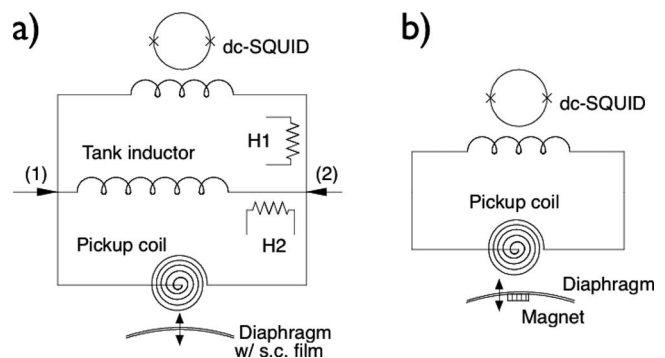 a)
dc-SQUID
H1
Tank inductor
(1)
(2)
H2
Pickup coil
Diaphragm
w/ s.c. film
b)
dc-SQUID
Pickup coil
Diaphragm
Magnet